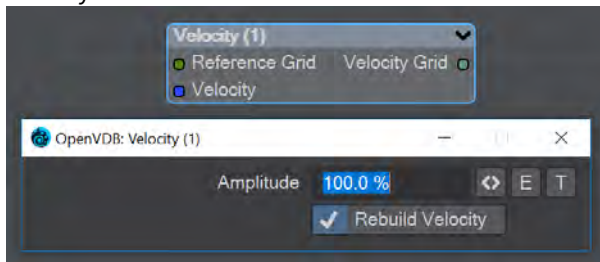 Velocity (1)
Reference Grid Velocity Grid
Velocity
OpenVDB: Velocity (1)
Amplitude 100.0 % E T
Rebuild Velocity